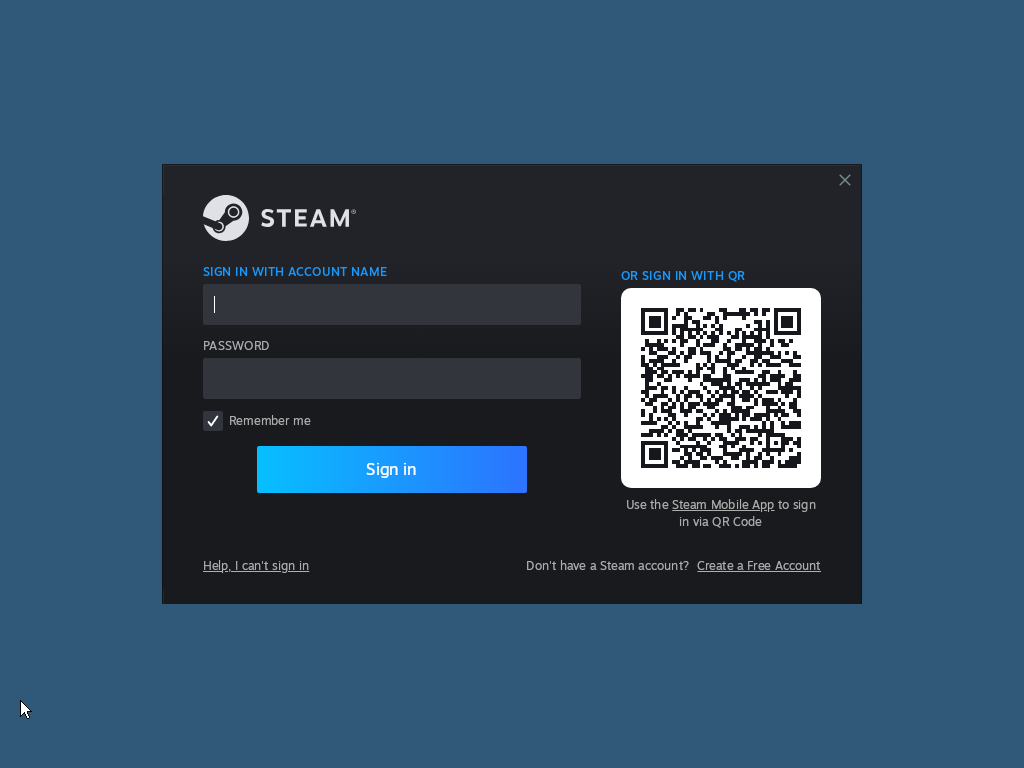 STEAM®
SIGN IN WITH ACCOUNT NAME
PASSWORD
Remember me
Sign in
OR SIGN IN WITH QR
Use the Steam Mobile App to sign
in via QR Code
Help, I can't sign in
Don't have a Steam account? Create a Free Account